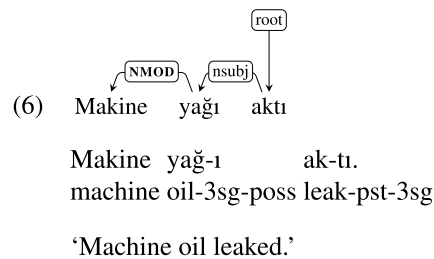 root
NMOD nsubj
(6) Makine yağı aktı
Makine yağ-ı ak-tı.
machine oil-3sg-poss leak-pst-3sg
‘Machine oil leaked.’